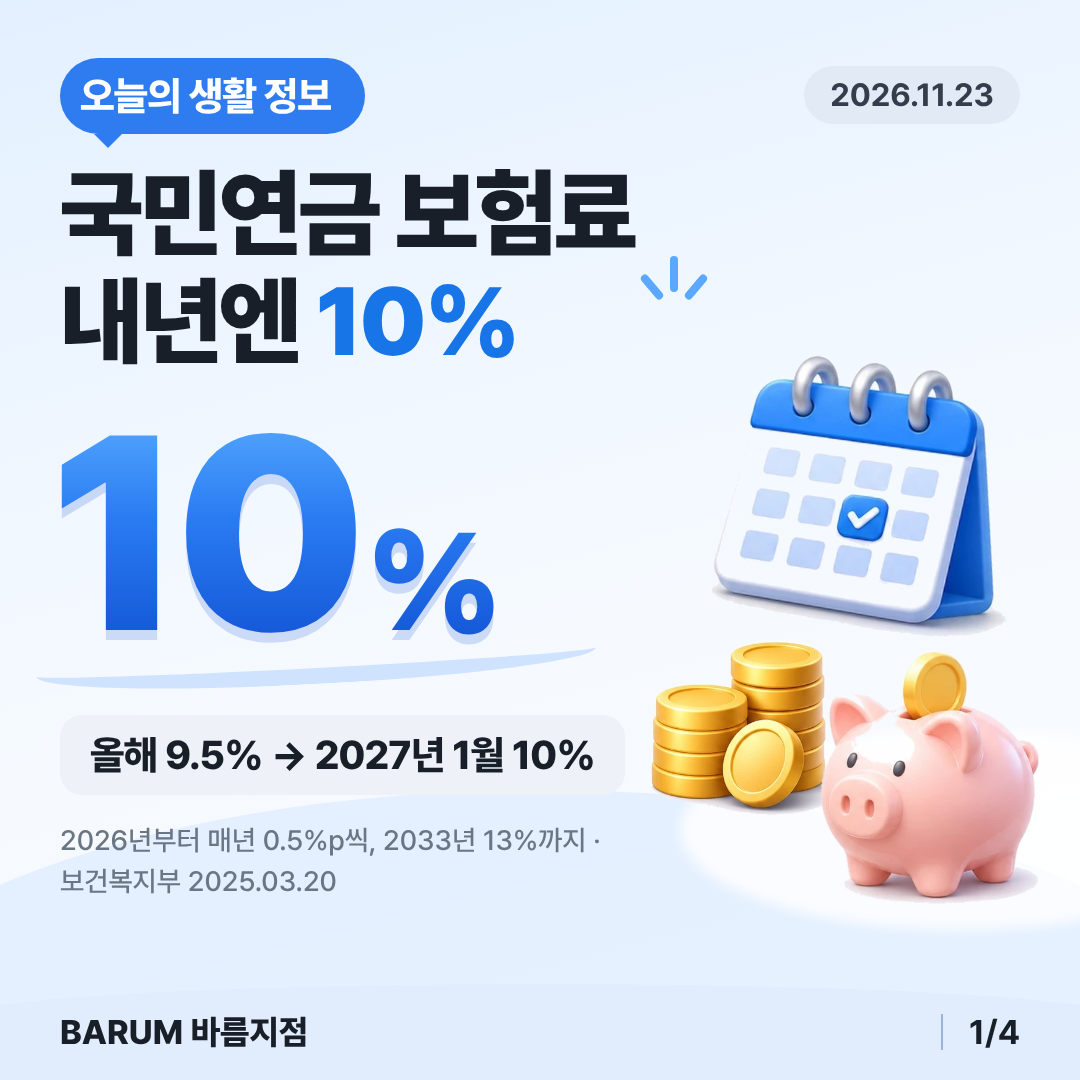 오늘의 생활 정보
2026.11.23
국민연금 보험료
내년엔 10%
10%
올해 9.5% → 2027년 1월 10%
2026년부터 매년 0.5%p씩, 2033년 13%까지 ·
보건복지부 2025.03.20
BARUM 바름지점
1/4